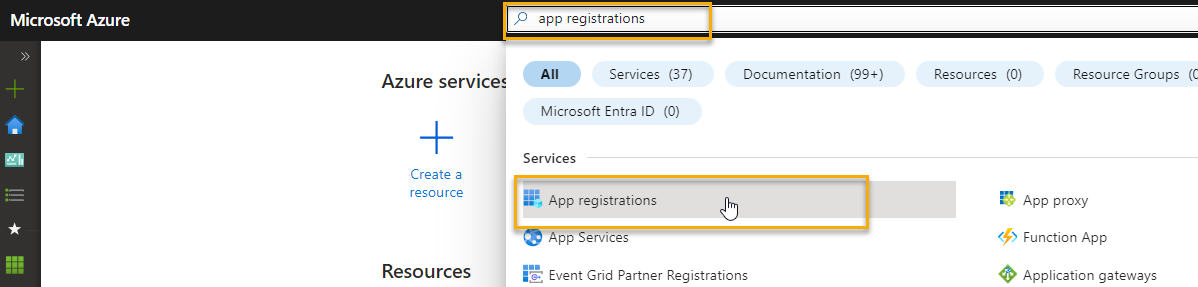 Microsoft Azure
app registrations
All
Services (37)
Documentation (99+)
Resources (0)
Resource Groups (0
Microsoft Entra ID (0)
Azure services
Create a
resource
Services
App registrations
App proxy
App Services
Function App
Event Grid Partner Registrations
Application gateways
Resources